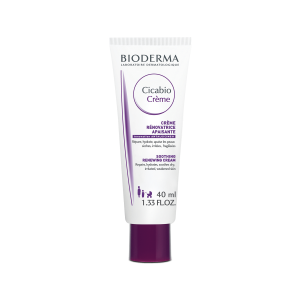 BIODERMA
LABORATOIRE DERMATOLOGIQUE
Cicabio
Crème
CRÈME
RÉNOVATRICE
APAISANTE
SOOTHING
RENEWING CREAM
40 ml
1.33 FL.OZ.